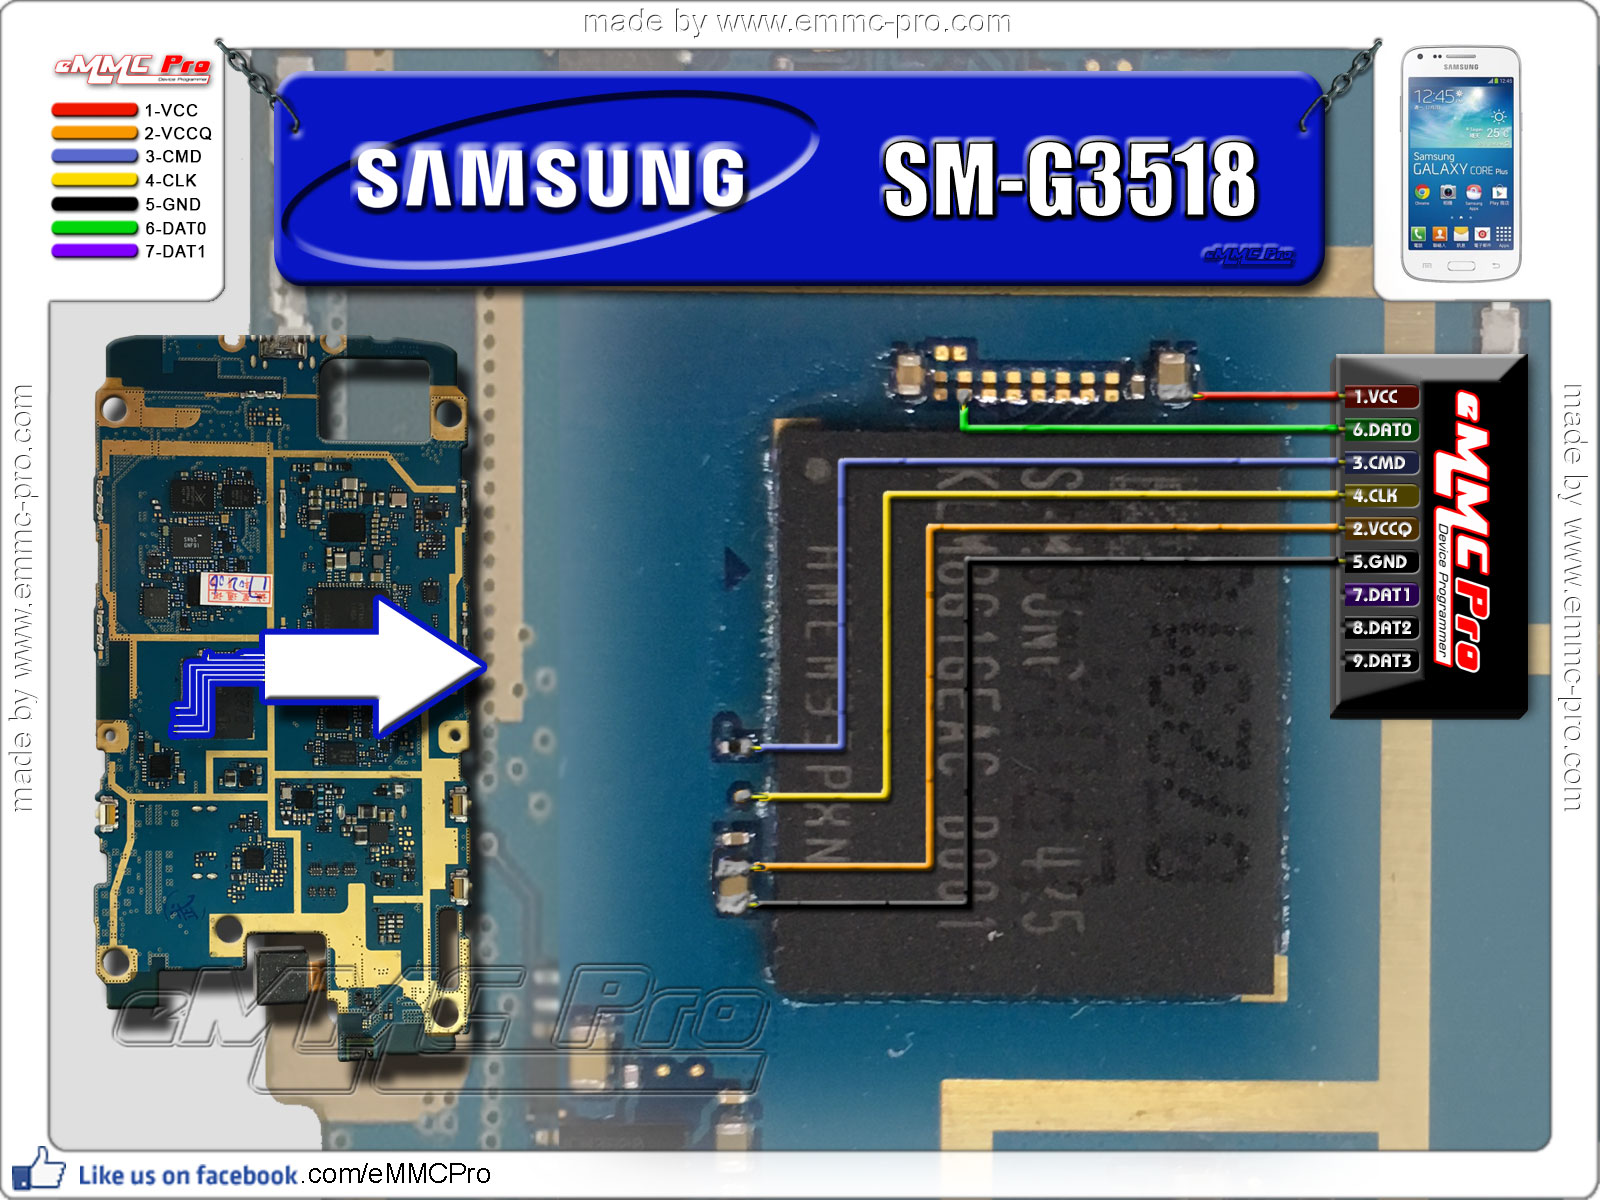 made by www.emmc-pro.com
eMMC Pro
Device Programmer
1-VCC
2-VCCQ
3-CMD
4-CLK
5-GND
6-DAT0
7-DAT1
SAMSUNG
SM-G3518
eMMC Pro
SAMSUNG
12:45
25°C
Samsung
GALAXY CORE Plus
made by www.emmc-pro.com
made by www.emmc-pro.com
1.VCC
6.DAT0
3.CMD
4.CLK
2.VCCQ
5.GND
7.DAT1
8.DAT2
9.DAT3
eMMC Pro
Device Programmer
425
eMMC Pro
Like us on facebook.com/eMMCPro